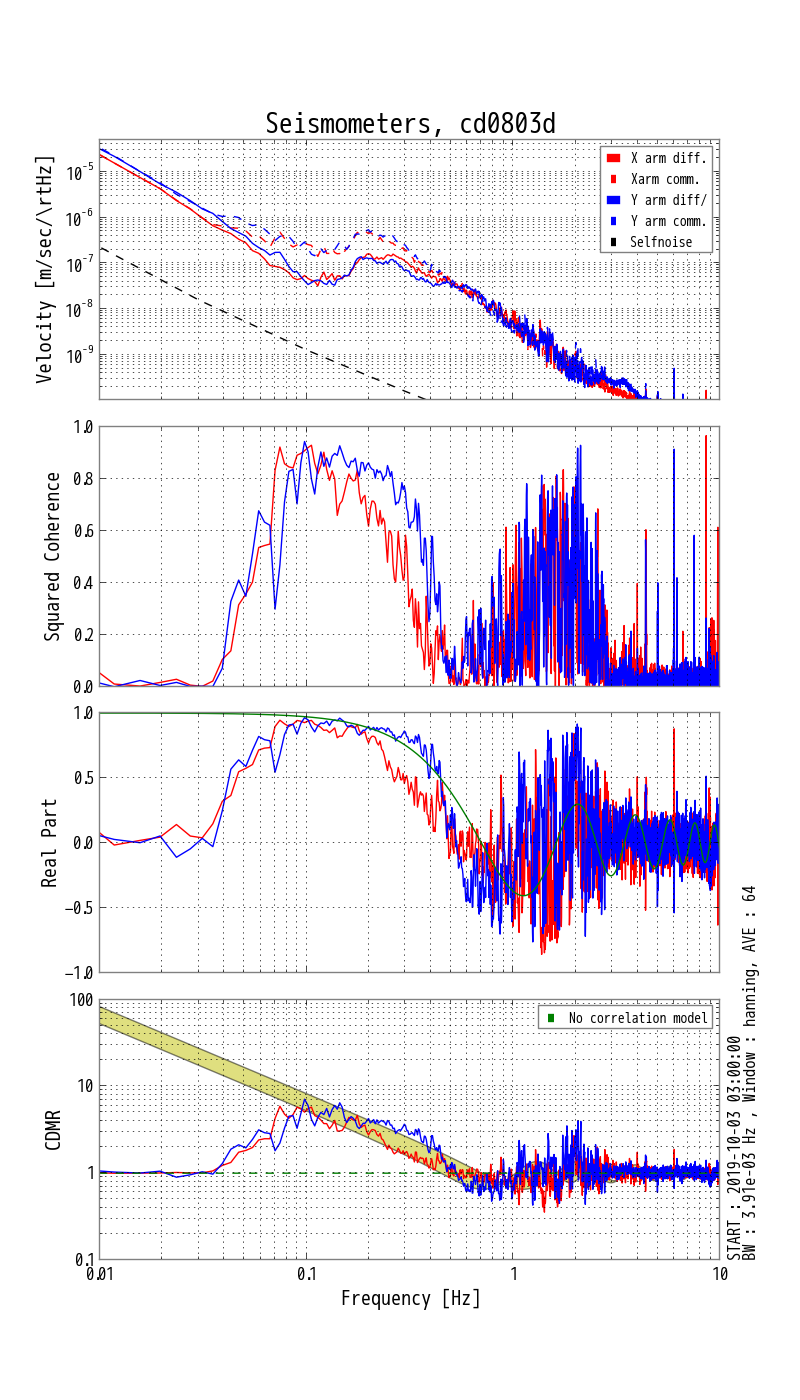 Seismometers, cd0803d
Velocity [m/sec/\rtHz]
10⁻⁵
10⁻⁶
10⁻⁷
10⁻⁸
10⁻⁹
X arm diff.
Xarm comm.
Y arm diff/
Y arm comm.
Selfnoise
Squared Coherence
1.0
0.8
0.6
0.4
0.2
0.0
Real Part
1.0
0.5
0.0
−0.5
−1.0
CDMR
100
10
1
0.1
No correlation model
0.01
0.1
1
10
Frequency [Hz]
START : 2019-10-03 03:00:00
BW : 3.91e-03 Hz , Window : hanning, AVE : 64